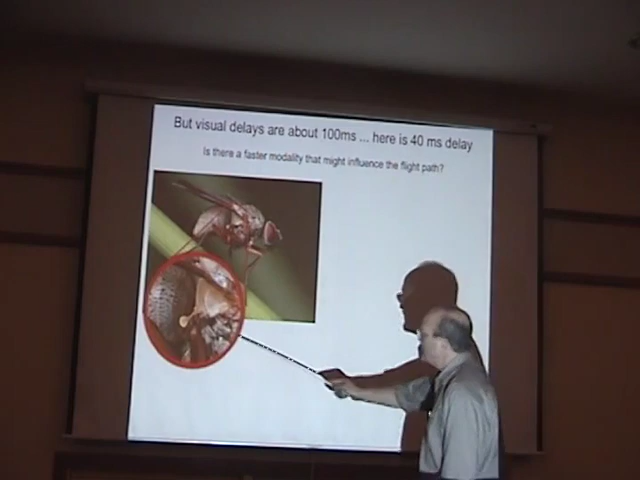 But visual delays are about 100ms ... here is 40 ms delay
Is there a faster modality that might influence the flight path?